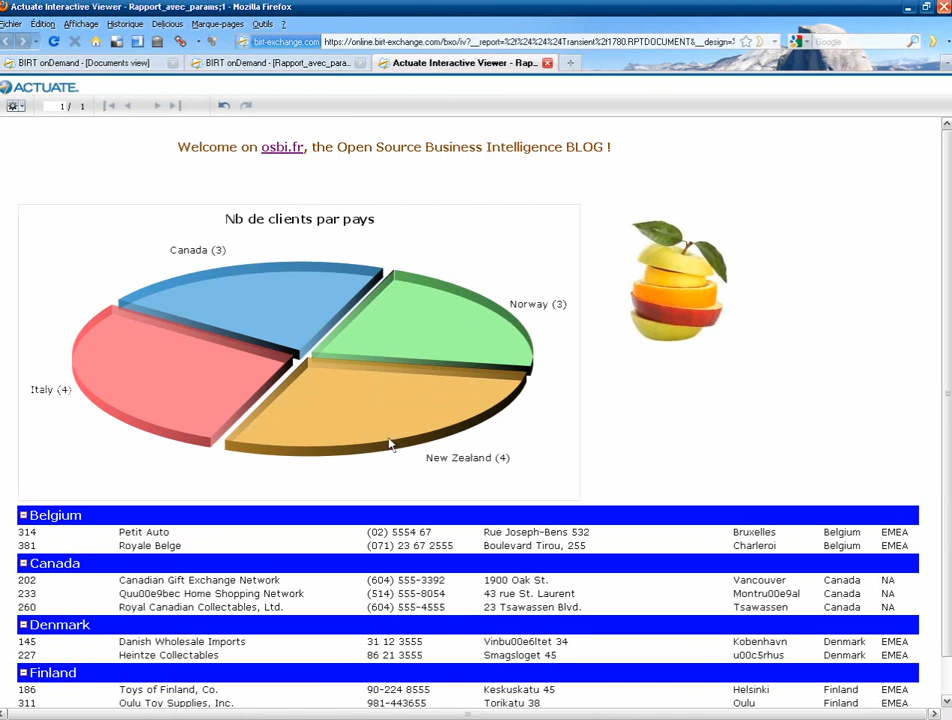 Actuate Interactive Viewer - Rapport_avec_params;1 - Mozilla Firefox
Fichier Édition Affichage Historique Delicious Marque-pages Outils ?
birt-exchange.com https://online.birt-exchange.com/bxo/iv?__report=%2f%24%24%24Transient%2f1780.RPTDOCUMENT&__design=% Google
BIRT onDemand - [Documents view] BIRT onDemand - [Rapport_avec_para... Actuate Interactive Viewer - Rap...
ACTUATE.
1 / 1
Welcome on osbi.fr, the Open Source Business Intelligence BLOG !
Nb de clients par pays
Canada (3)
Norway (3)
Italy (4)
New Zealand (4)
Belgium
314 Petit Auto (02) 5554 67 Rue Joseph-Bens 532 Bruxelles Belgium EMEA
381 Royale Belge (071) 23 67 2555 Boulevard Tirou, 255 Charleroi Belgium EMEA
Canada
202 Canadian Gift Exchange Network (604) 555-3392 1900 Oak St. Vancouver Canada NA
233 Quu00e9bec Home Shopping Network (514) 555-8054 43 rue St. Laurent Montru00e9al Canada NA
260 Royal Canadian Collectables, Ltd. (604) 555-4555 23 Tsawassen Blvd. Tsawassen Canada NA
Denmark
145 Danish Wholesale Imports 31 12 3555 Vinbu00e6ltet 34 Kobenhavn Denmark EMEA
227 Heintze Collectables 86 21 3555 Smagsloget 45 u00c5rhus Denmark EMEA
Finland
186 Toys of Finland, Co. 90-224 8555 Keskuskatu 45 Helsinki Finland EMEA
311 Oulu Toy Supplies, Inc. 981-443655 Torikatu 38 Oulu Finland EMEA